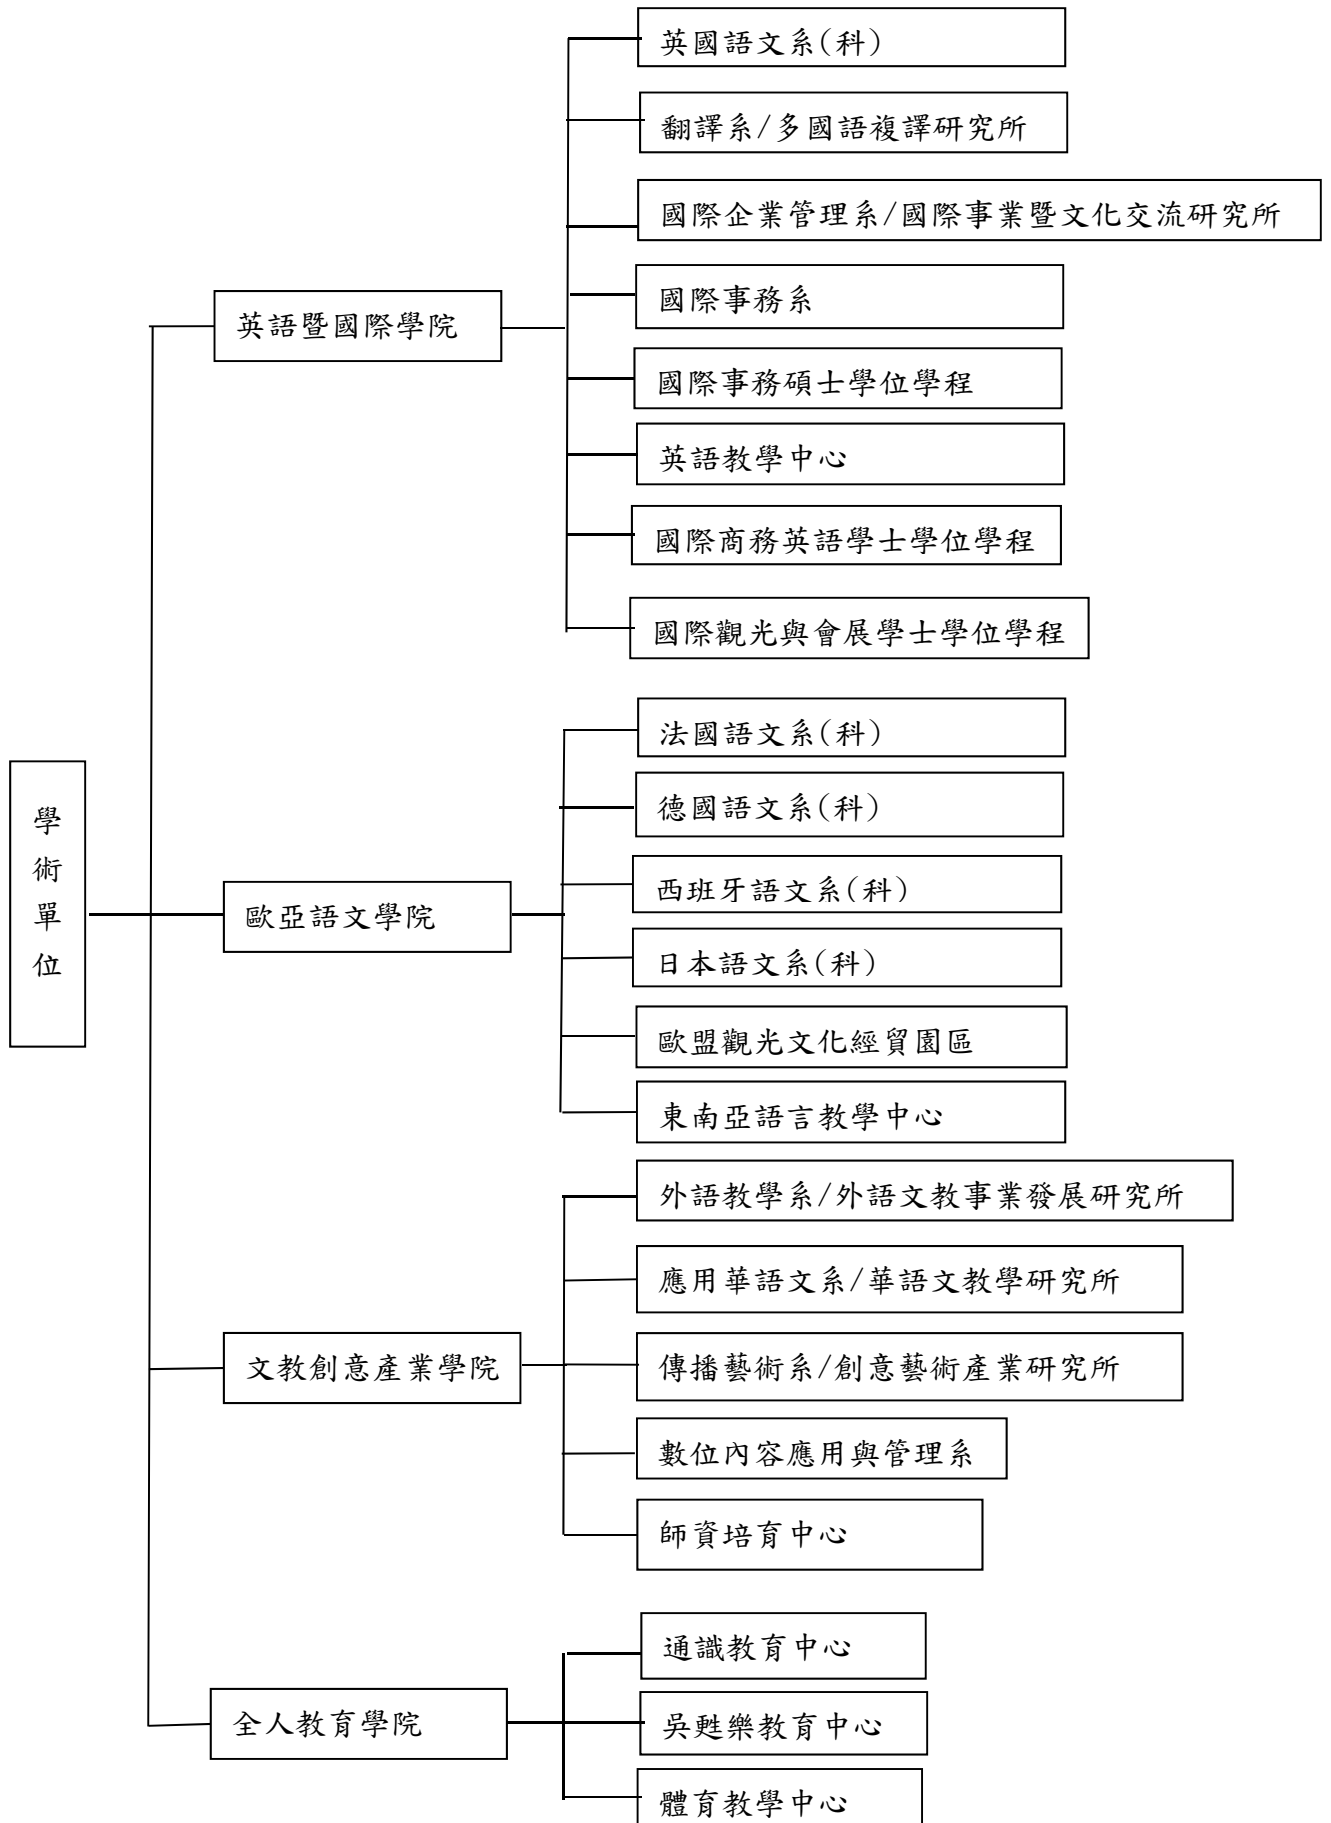 學術單位
英語暨國際學院
英國語文系(科)
翻譯系/多國語複譯研究所
國際企業管理系/國際事業暨文化交流研究所
國際事務系
國際事務碩士學位學程
英語教學中心
國際商務英語學士學位學程
國際觀光與會展學士學位學程
歐亞語文學院
法國語文系(科)
德國語文系(科)
西班牙語文系(科)
日本語文系(科)
歐盟觀光文化經貿園區
東南亞語言教學中心
文教創意產業學院
外語教學系/外語文教事業發展研究所
應用華語文系/華語文教學研究所
傳播藝術系/創意藝術產業研究所
數位內容應用與管理系
師資培育中心
全人教育學院
通識教育中心
吳甦樂教育中心
體育教學中心